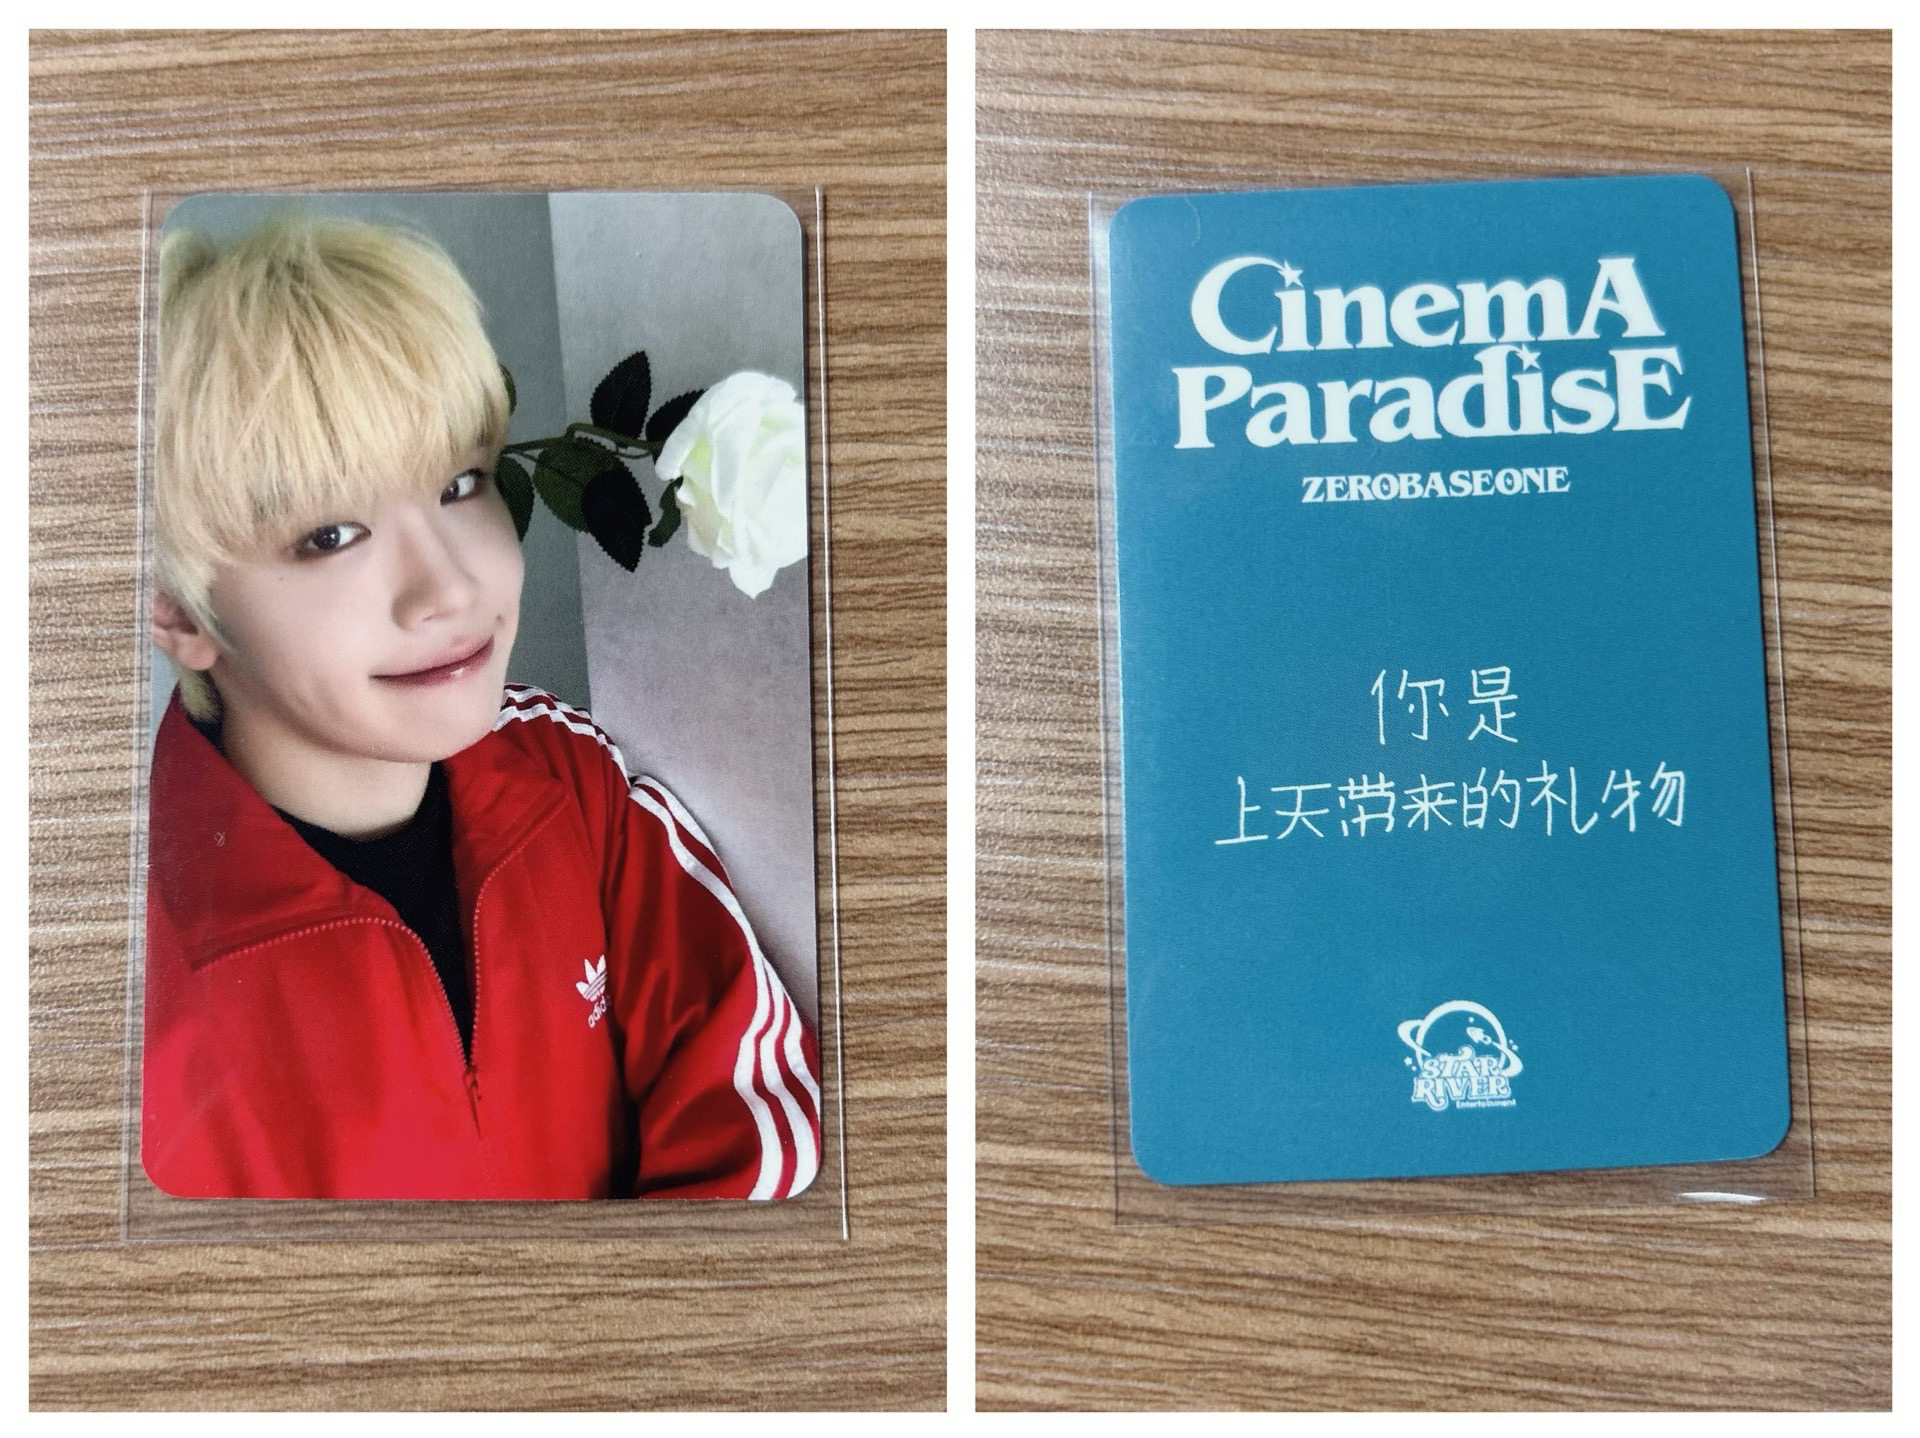 adidas
CinemA
ParadisE
ZEROBASEONE
你是
上天带来的礼物
STAR
RIVER
Entertainment